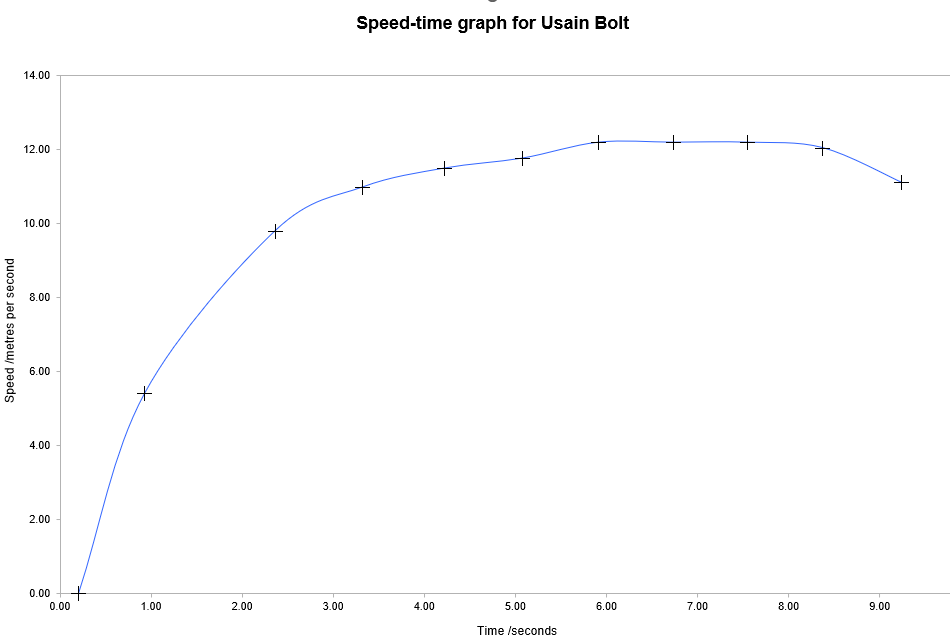 Speed-time graph for Usain Bolt
14.00
12.00
10.00
8.00
6.00
4.00
2.00
0.00
Speed /metres per second
0.00 1.00 2.00 3.00 4.00 5.00 6.00 7.00 8.00 9.00
Time /seconds